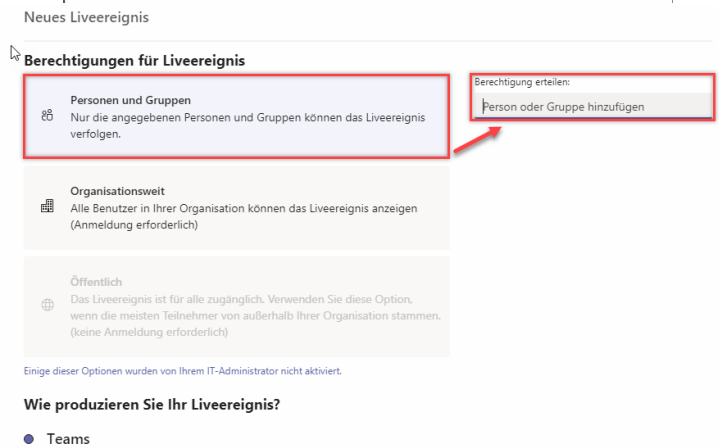 Neues Liveereignis
Berechtigungen für Liveereignis
Personen und Gruppen
Nur die angegebenen Personen und Gruppen können das Liveereignis
verfolgen.
Berechtigung erteilen:
Person oder Gruppe hinzufügen
Organisationsweit
Alle Benutzer in Ihrer Organisation können das Liveereignis anzeigen
(Anmeldung erforderlich)
Öffentlich
Das Liveereignis ist für alle zugänglich. Verwenden Sie diese Option,
wenn die meisten Teilnehmer von außerhalb Ihrer Organisation stammen.
(keine Anmeldung erforderlich)
Einige dieser Optionen wurden von Ihrem IT-Administrator nicht aktiviert.
Wie produzieren Sie Ihr Liveereignis?
Teams